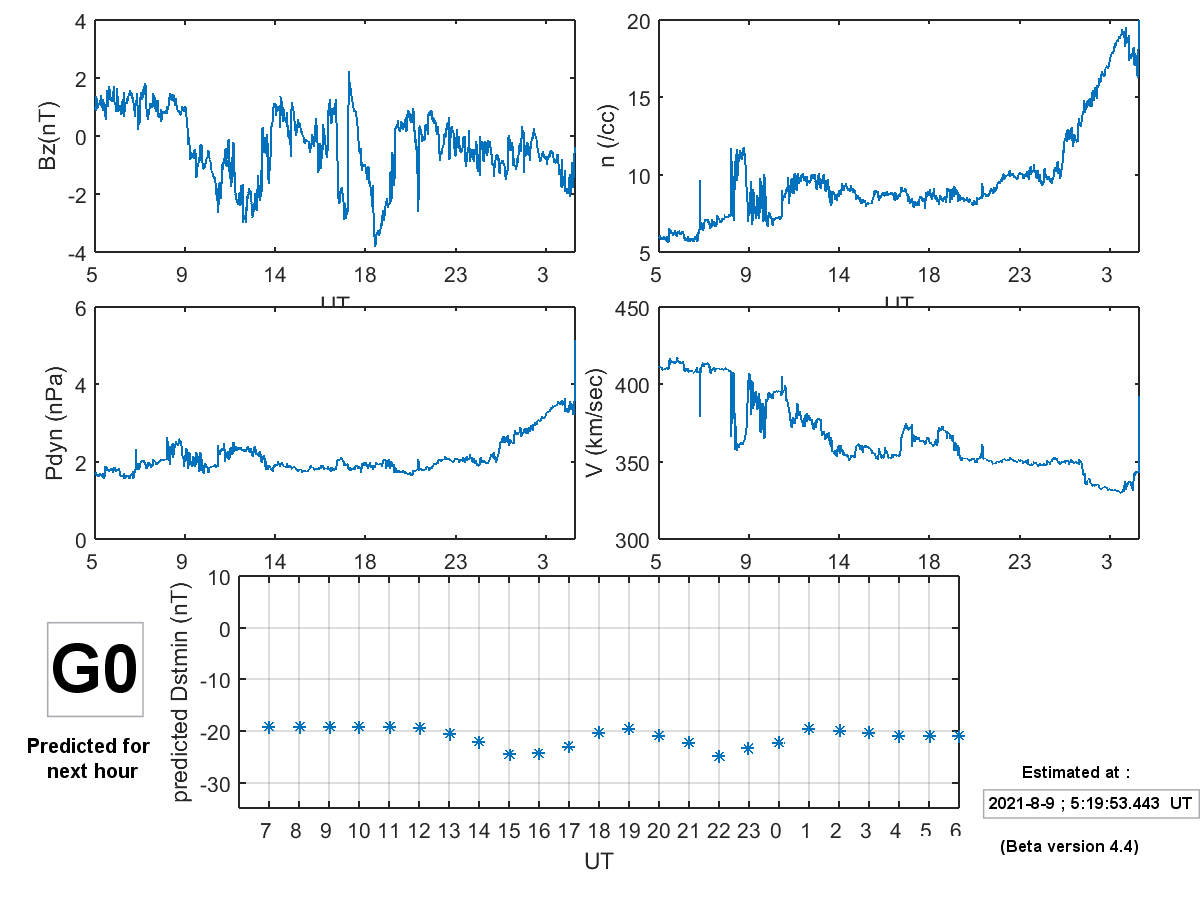 4
2
0
-2
-4
Bz(nT)
5 9 14 18 23 3
UT
20
15
10
5
n (/cc)
5 9 14 18 23 3
UT
6
4
2
0
Pdyn (nPa)
5 9 14 18 23 3
450
400
350
300
V (km/sec)
5 9 14 18 23 3
10
0
-10
-20
-30
predicted Dstmin (nT)
7 8 9 10 11 12 13 14 15 16 17 18 19 20 21 22 23 0 1 2 3 4 5 6
UT
G0
Predicted for
next hour
Estimated at :
2021-8-9 ; 5:19:53.443 UT
(Beta version 4.4)